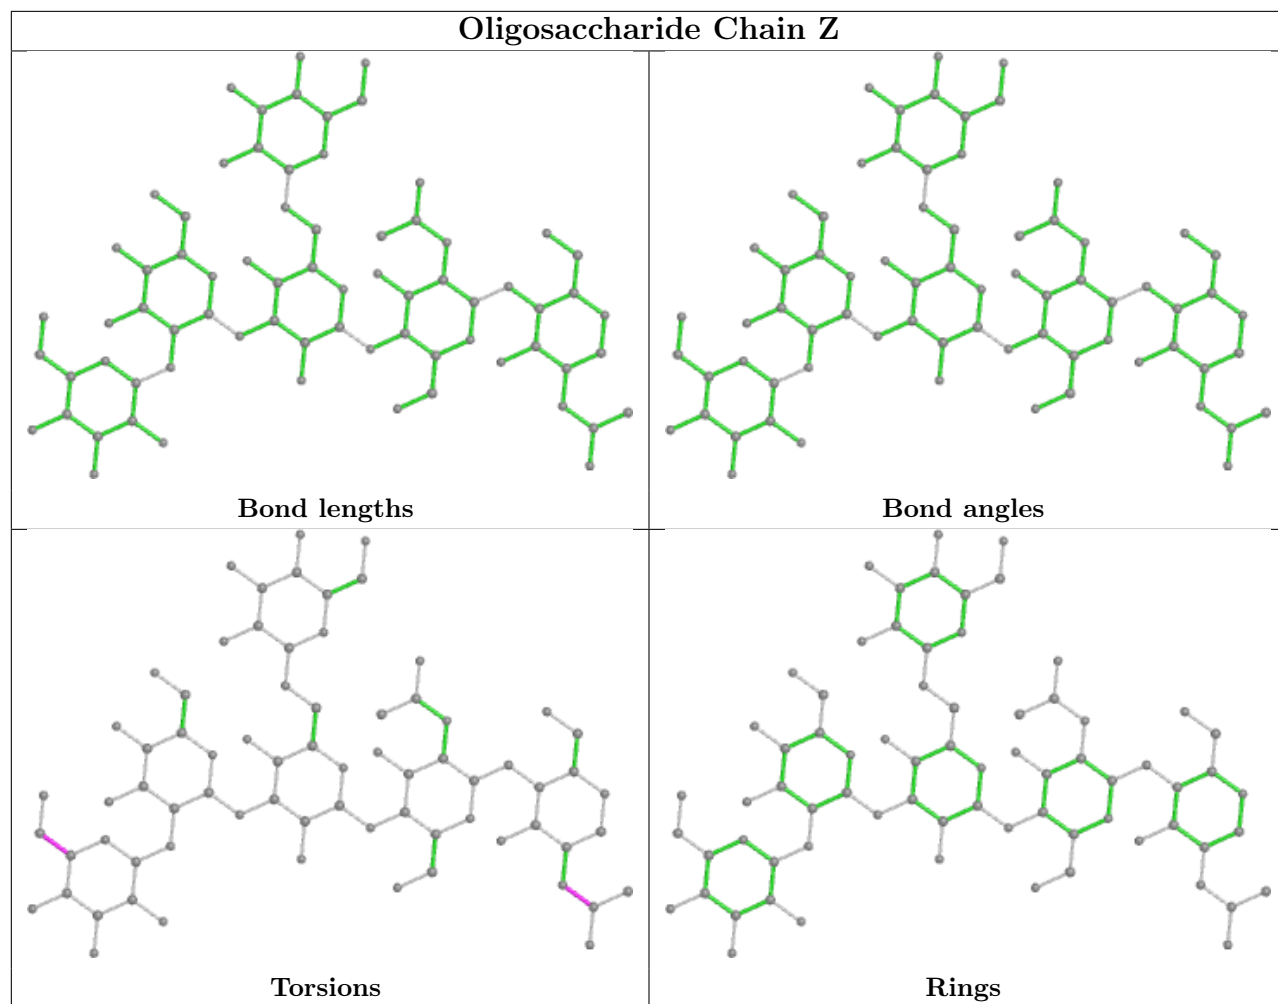 Oligosaccharide Chain Z
Bond lengths
Bond angles
Torsions
Rings